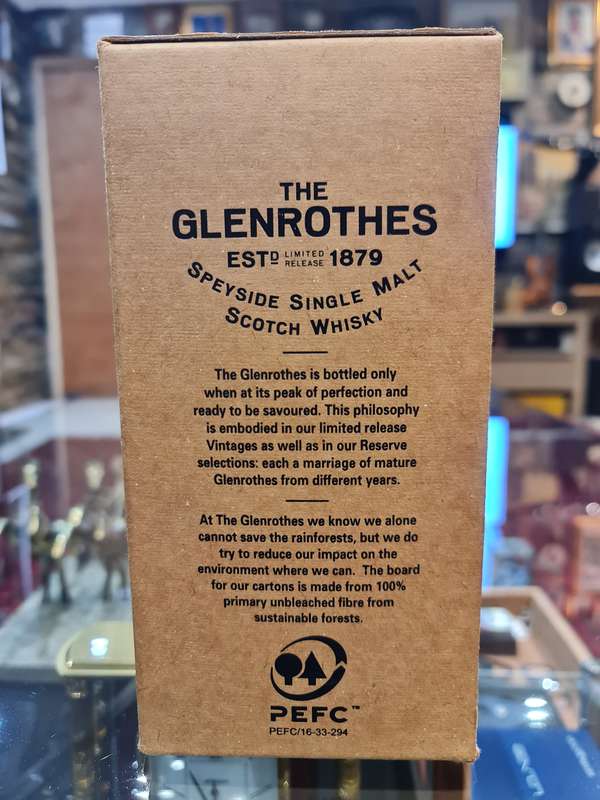 THE
GLENROTHES
ESTD LIMITED RELEASE 1879
SPEYSIDE SINGLE MALT
SCOTCH WHISKY
The Glenrothes is bottled only
when at its peak of perfection and
ready to be savoured. This philosophy
is embodied in our limited release
Vintages as well as in our Reserve
selections: each a marriage of mature
Glenrothes from different years.
At The Glenrothes we know we alone
cannot save the rainforests, but we do
try to reduce our impact on the
environment where we can. The board
for our cartons is made from 100%
primary unbleached fibre from
sustainable forests.
PEFC™
PEFC/16-33-294